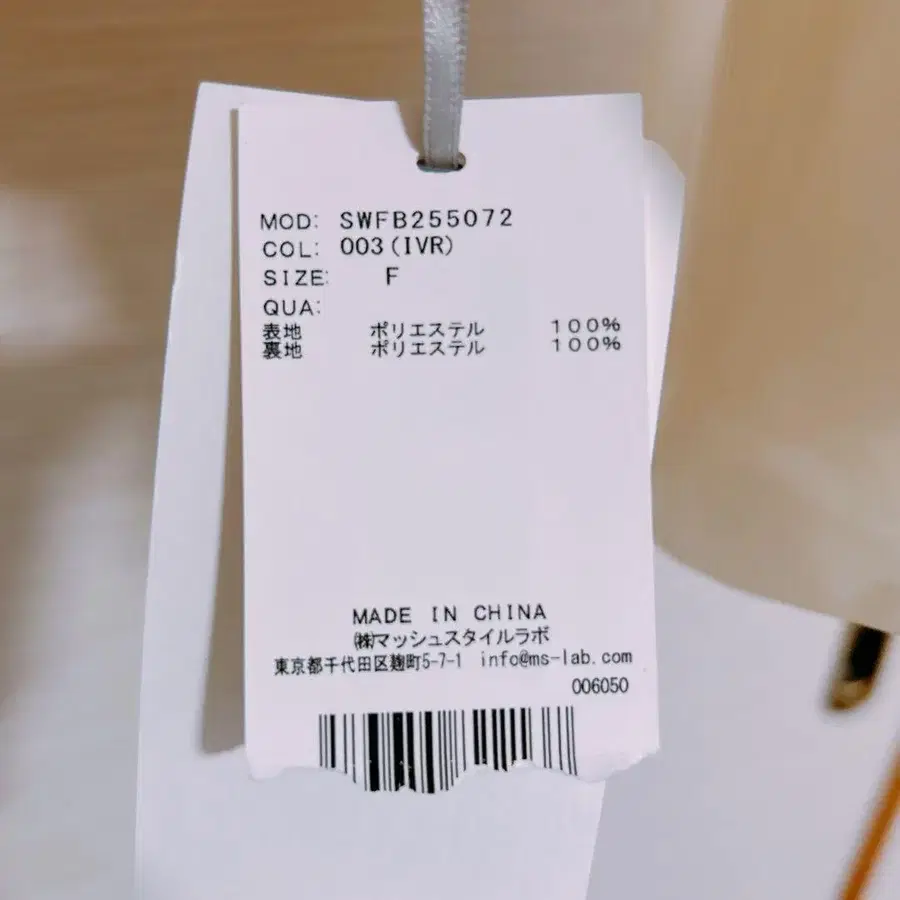 MOD: SWFB255072
COL: 003(IVR)
SIZE: F
QUA:
表地 ポリエステル 100%
裏地 ポリエステル 100%
MADE IN CHINA
㈱マッシュスタイルラボ
東京都千代田区麹町5-7-1 info@ms-lab.com
006050